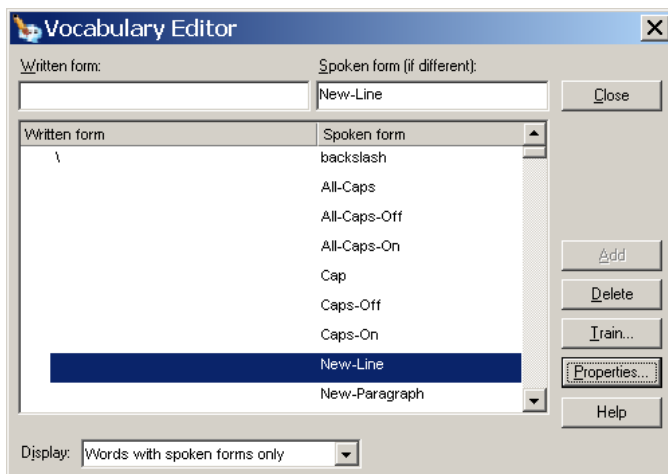 Vocabulary Editor
Written form:
Spoken form (if different):
New-Line
Close
Written form
Spoken form
\
backslash
All-Caps
All-Caps-Off
All-Caps-On
Cap
Caps-Off
Caps-On
New-Line
New-Paragraph
Add
Delete
Train...
Properties...
Help
Display:
Words with spoken forms only